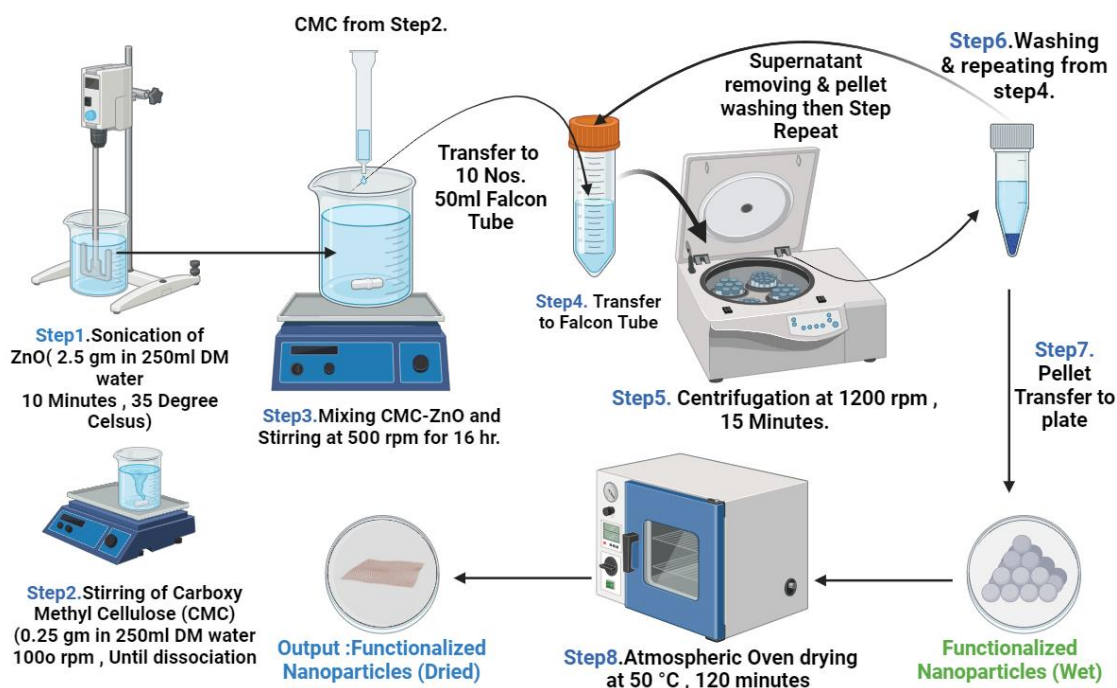 CMC from Step2.
Step1.Sonication of
ZnO( 2.5 gm in 250ml DM
water
10 Minutes , 35 Degree
Celsus)
Step2.Stirring of Carboxy
Methyl Cellulose (CMC)
(0.25 gm in 250ml DM water
100o rpm , Until dissociation
Step3.Mixing CMC-ZnO and
Stirring at 500 rpm for 16 hr.
Transfer to
10 Nos.
50ml Falcon
Tube
Step4. Transfer
to Falcon Tube
Supernatant
removing & pellet
washing then Step
Repeat
Step5. Centrifugation at 1200 rpm ,
15 Minutes.
Step6.Washing
& repeating from
step4.
Step7.
Pellet
Transfer to
plate
Functionalized
Nanoparticles (Wet)
Step8.Atmospheric Oven drying
at 50 °C , 120 minutes
Output :Functionalized
Nanoparticles (Dried)